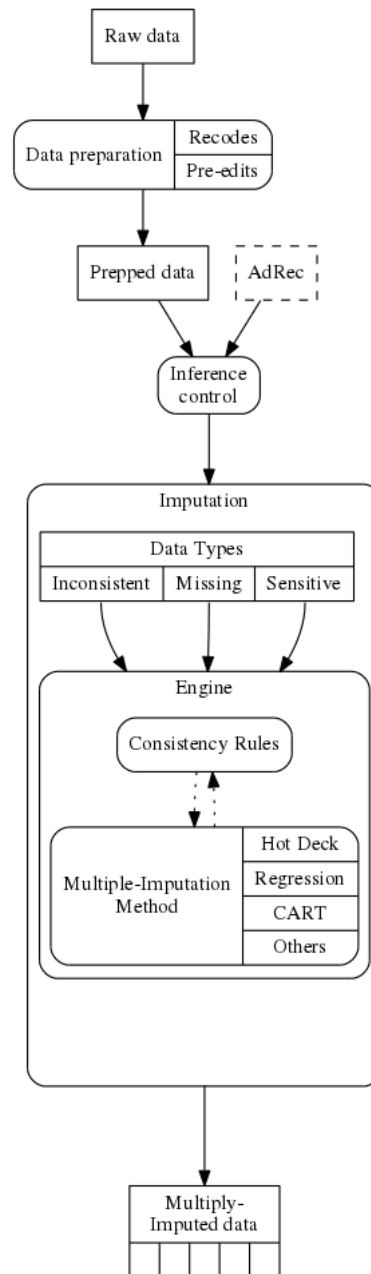 Raw data
Data preparation
Recodes
Pre-edits
Prepped data
AdRec
Inference
control
Imputation
Data Types
Inconsistent
Missing
Sensitive
Engine
Consistency Rules
Multiple-Imputation
Method
Hot Deck
Regression
CART
Others
Multiply-
Imputed data